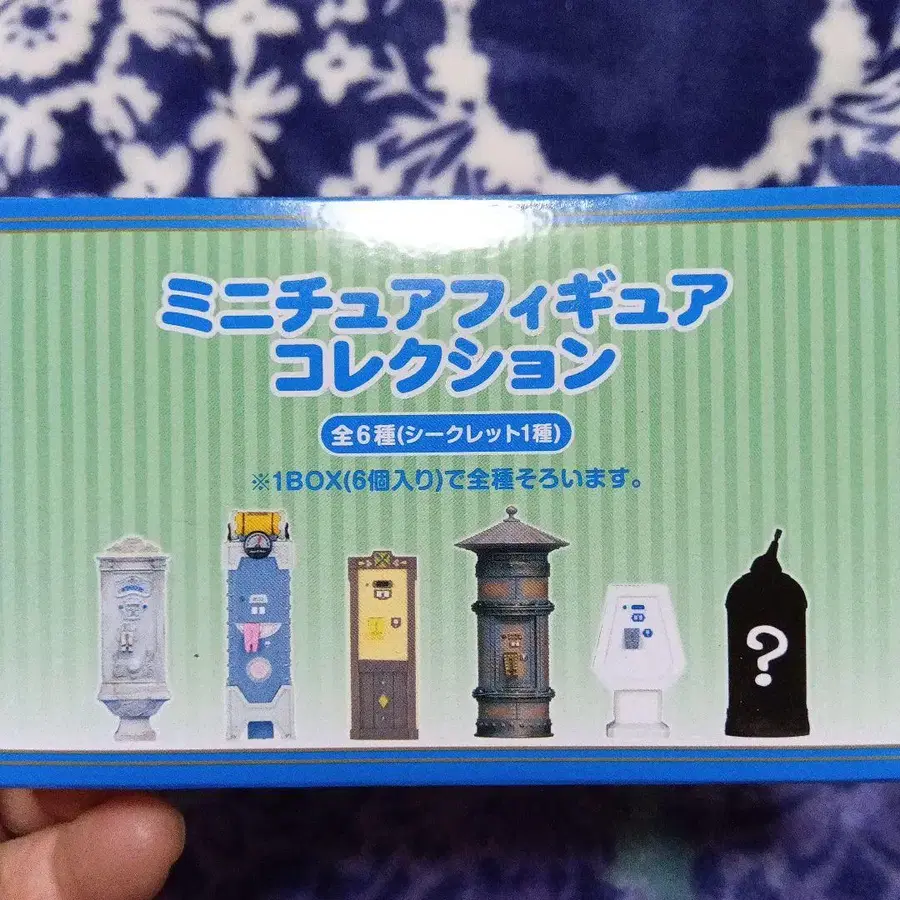 ミニチュアフィギュア
コレクション
全6種(シークレット1種)
※1BOX(6個入り)で全種そろいます。
?